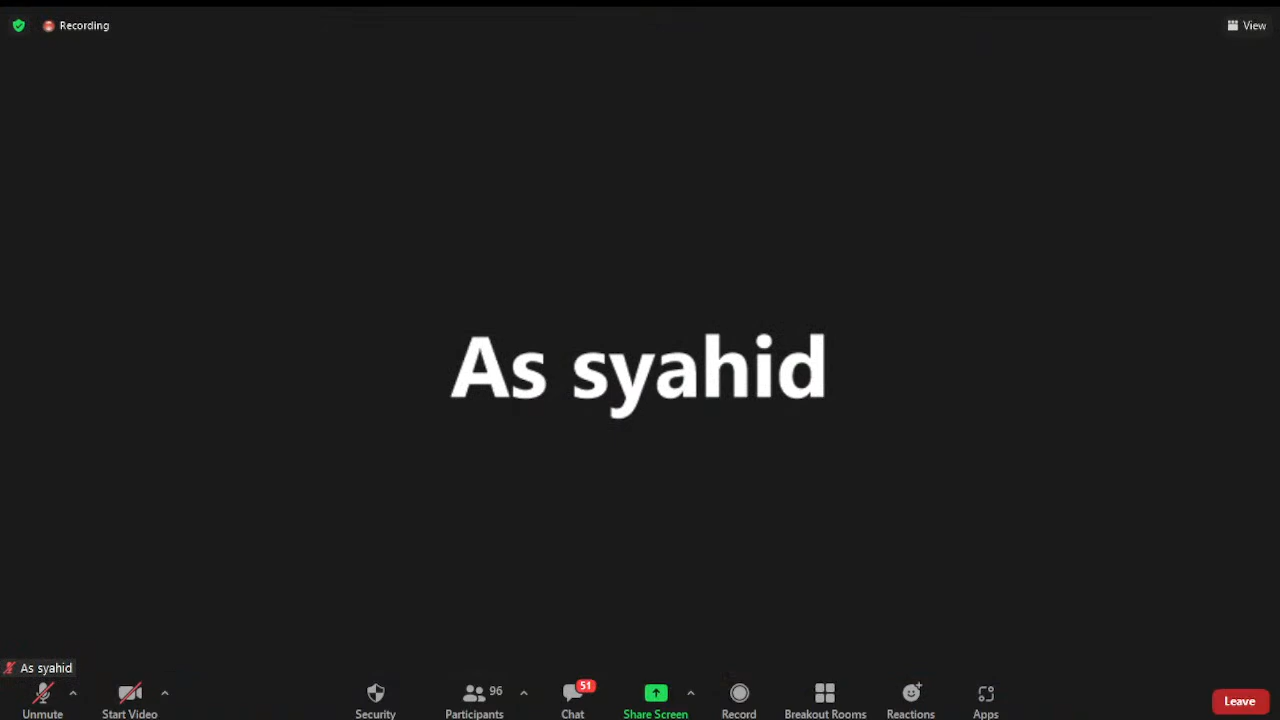 Recording
View
As syahid
As syahid
Unmute
Start Video
Security
96
Participants
51
Chat
Share Screen
Record
Breakout Rooms
Reactions
Apps
Leave